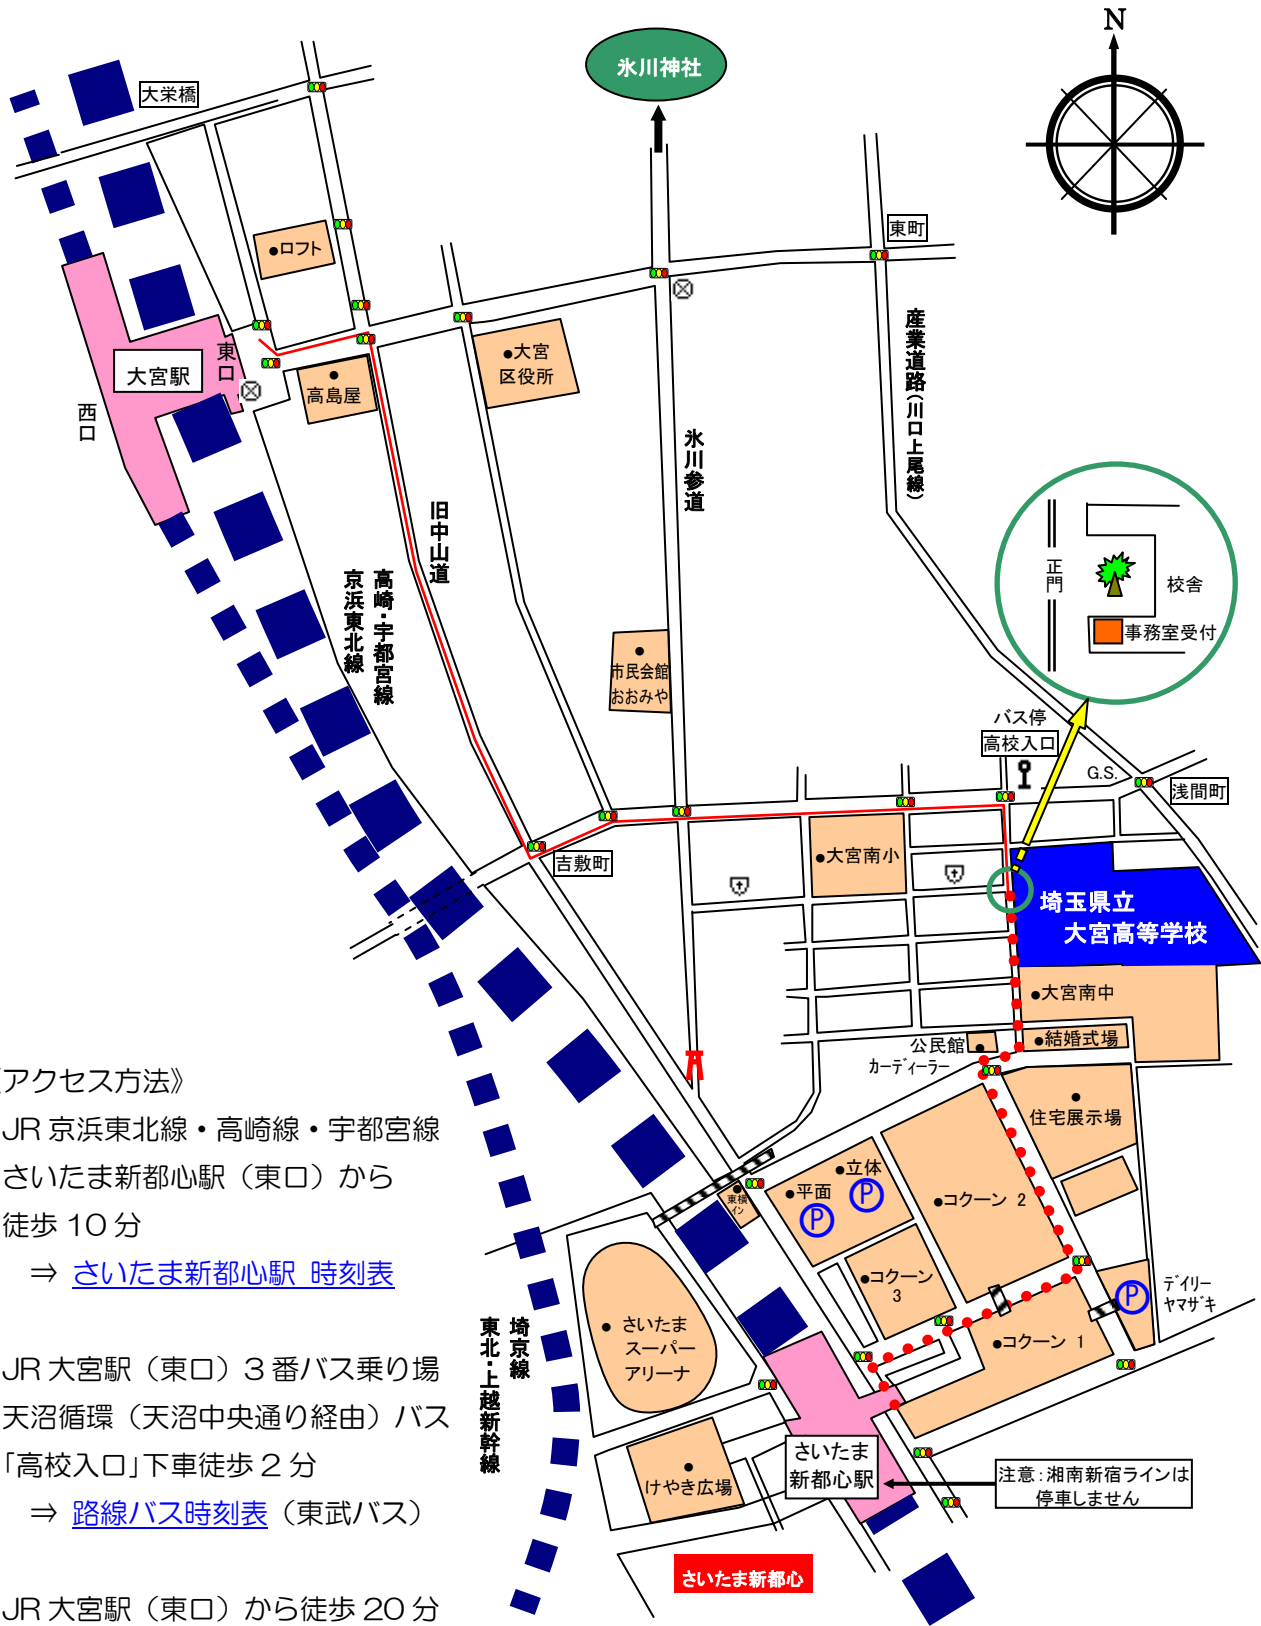 N
氷川神社
大栄橋
東町
●ロフト
産業道路(川口上尾線)
●大宮
区役所
東口
大宮駅
西口
●
高島屋
氷川参道
旧中山道
高崎・宇都宮線
京浜東北線
正門
校舎
事務室受付
●
市民会館
おおみや
バス停
高校入口
G.S.
浅間町
吉敷町
●大宮南小
埼玉県立
大宮高等学校
●大宮南中
公民館●
●結婚式場
カーディーラー
●
住宅展示場
●立体
P
●平面
P
●コクーン 2
●
東横
イン
●コクーン
3
デイリー
ヤマザキ
P
●コクーン 1
● さいたま
スーパー
アリーナ
埼京線
東北・上越新幹線
●
けやき広場
さいたま
新都心駅
注意:湘南新宿ラインは
停車しません
さいたま新都心
《アクセス方法》
JR 京浜東北線・高崎線・宇都宮線
さいたま新都心駅（東口）から
徒歩 10 分
⇒ さいたま新都心駅 時刻表
JR 大宮駅（東口）3 番バス乗り場
天沼循環（天沼中央通り経由）バス
「高校入口」下車徒歩 2 分
⇒ 路線バス時刻表（東武バス）
JR 大宮駅（東口）から徒歩 20 分